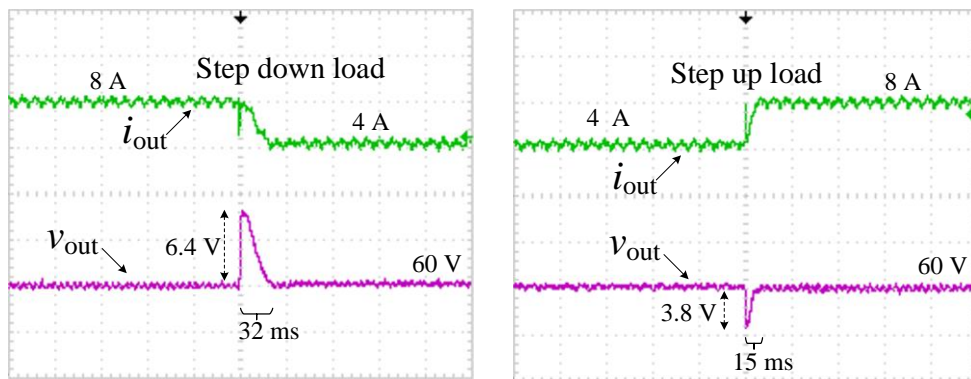 Step down load
8 A
i_out
4 A
v_out
6.4 V
60 V
32 ms
Step up load
8 A
4 A
i_out
v_out
60 V
3.8 V
15 ms